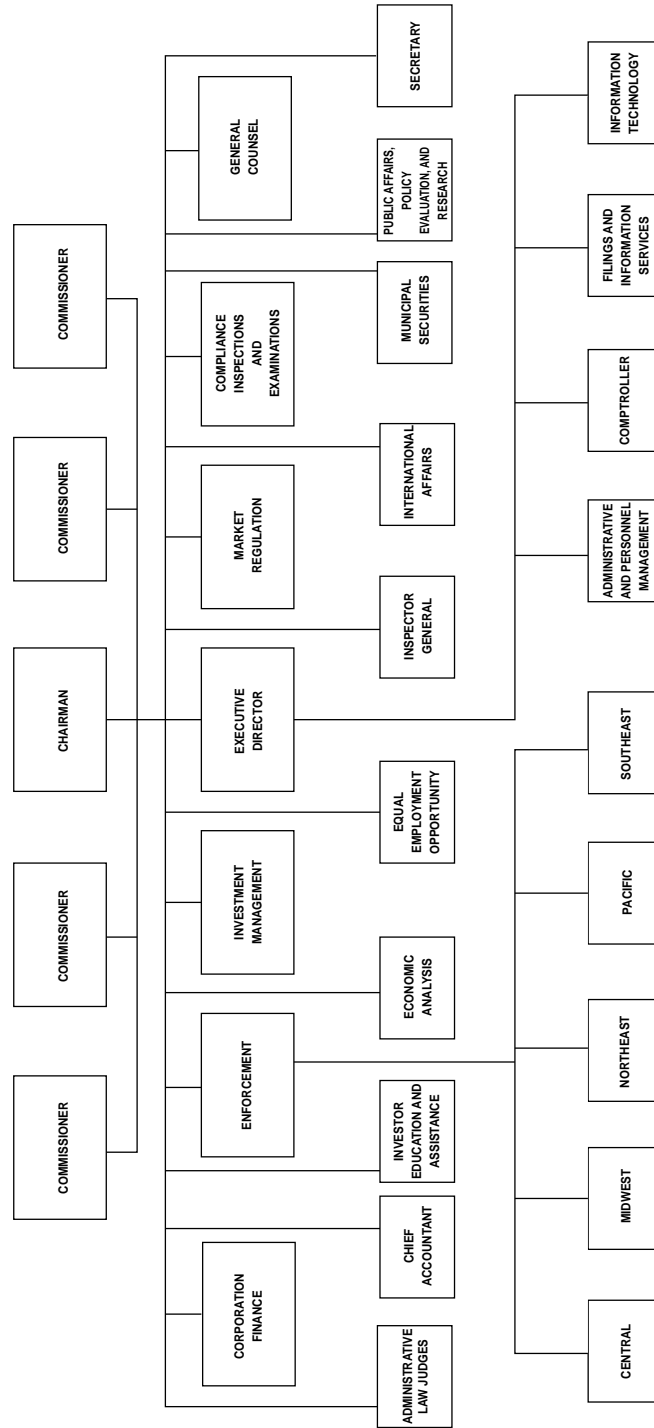 COMMISSIONER
COMMISSIONER
CHAIRMAN
COMMISSIONER
COMMISSIONER
CORPORATION
FINANCE
ENFORCEMENT
INVESTMENT
MANAGEMENT
EXECUTIVE
DIRECTOR
MARKET
REGULATION
COMPLIANCE
INSPECTIONS
AND
EXAMINATIONS
GENERAL
COUNSEL
ADMINISTRATIVE
LAW JUDGES
CHIEF
ACCOUNTANT
INVESTOR
EDUCATION AND
ASSISTANCE
ECONOMIC
ANALYSIS
EQUAL
EMPLOYMENT
OPPORTUNITY
INSPECTOR
GENERAL
INTERNATIONAL
AFFAIRS
MUNICIPAL
SECURITIES
PUBLIC AFFAIRS,
POLICY
EVALUATION, AND
RESEARCH
SECRETARY
CENTRAL
MIDWEST
NORTHEAST
PACIFIC
SOUTHEAST
ADMINISTRATIVE
AND PERSONNEL
MANAGEMENT
COMPTROLLER
FILINGS AND
INFORMATION
SERVICES
INFORMATION
TECHNOLOGY